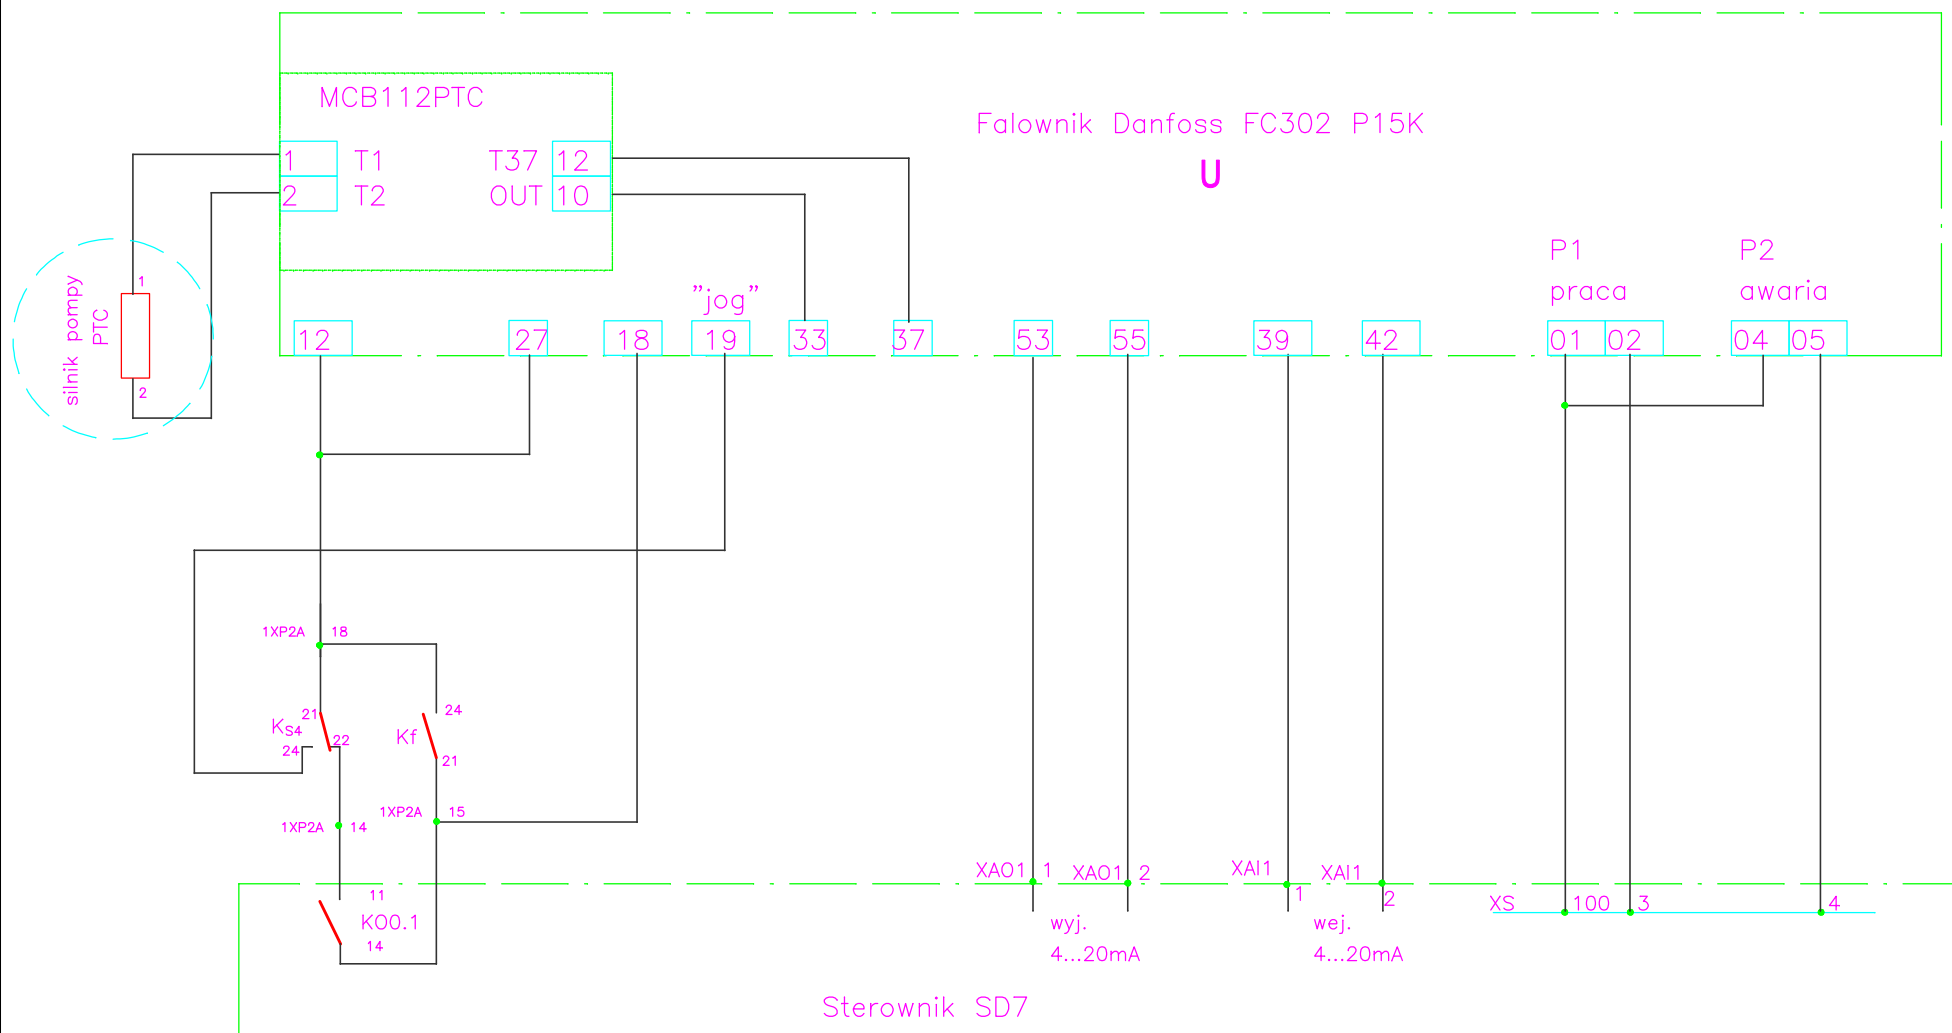 MCB112PTC
Falownik Danfoss FC302 P15K
U
1 T1 T37 12
2 T2 OUT 10
P1 P2
praca awaria
"jog"
silnik pompy
PTC
1
2
12 27 18 19 33 37 53 55 39 42 01 02 04 05
1XP2A 18
21
KS4
22
24
24
Kf
21
1XP2A 15
1XP2A 14
11
K00.1
14
XAO1 1
XAO1 2
XAI1
1
XAI1
2
XS 100 3 4
wyj.
4...20mA
wej.
4...20mA
Sterownik SD7